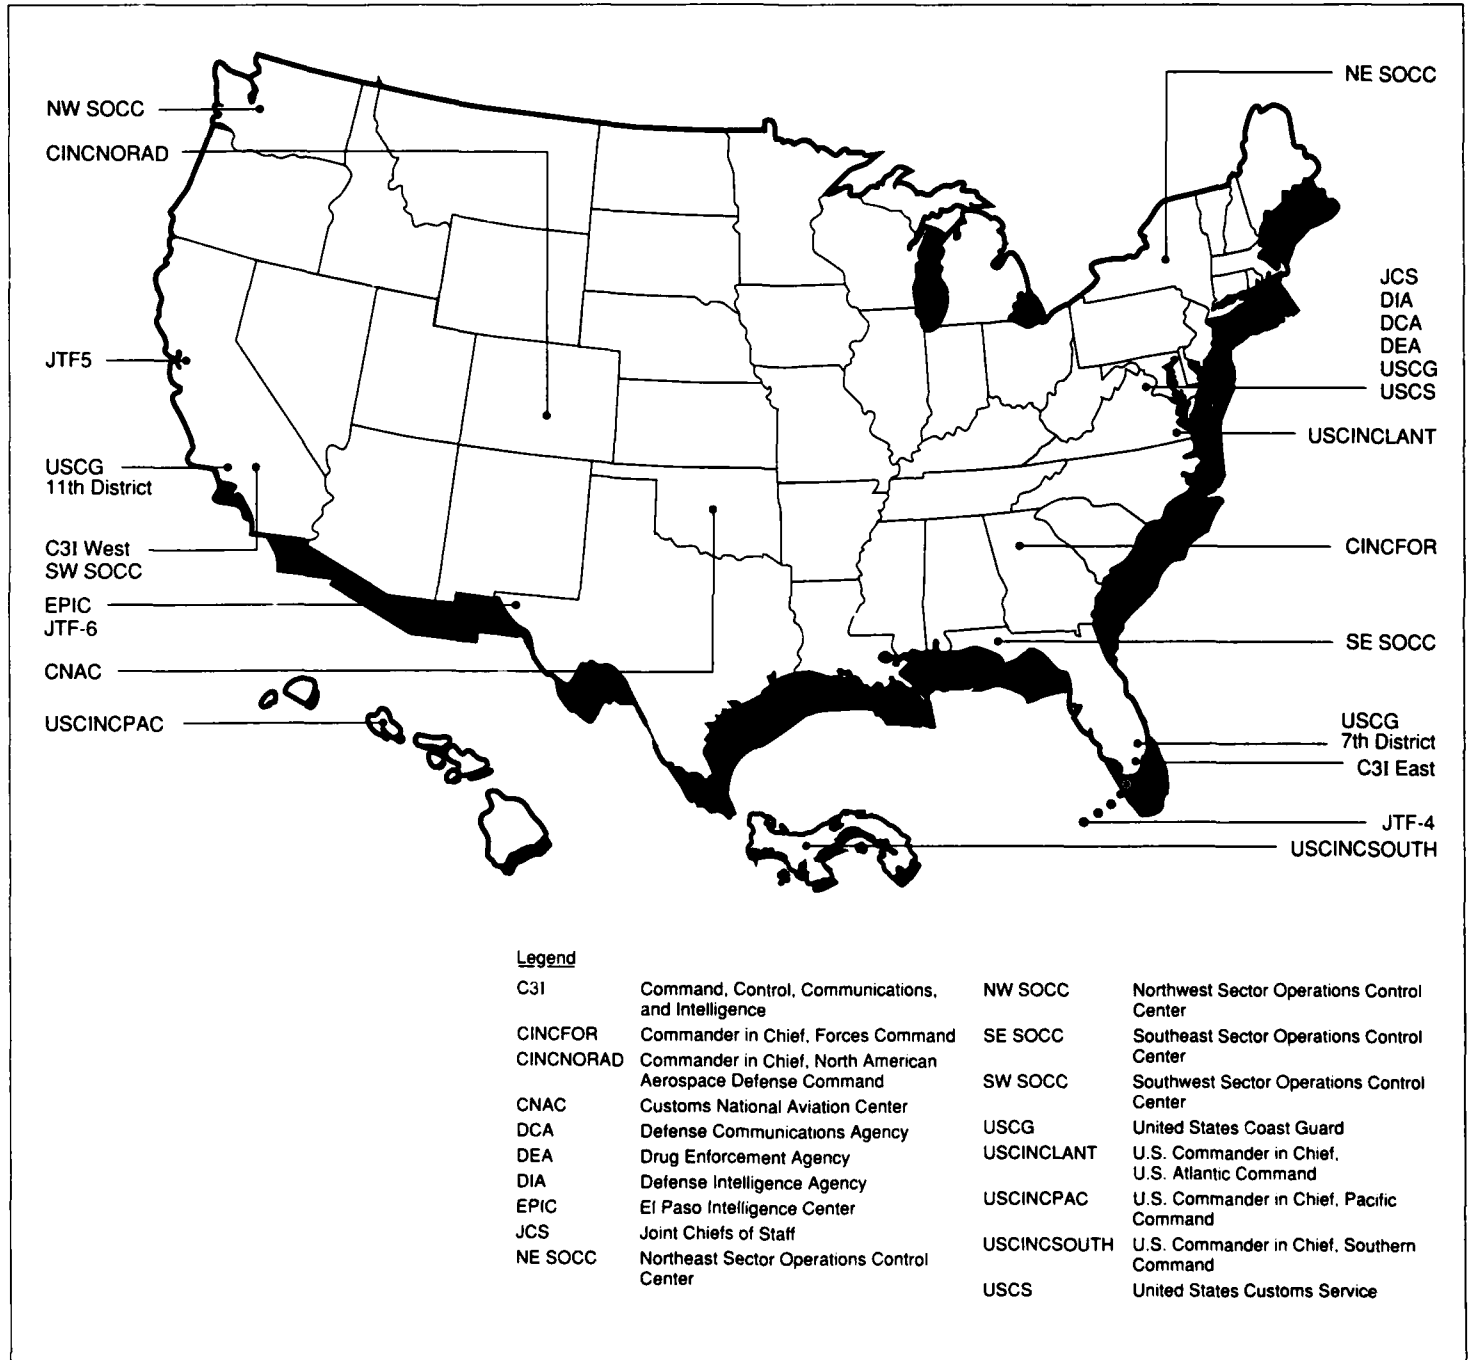 NW SOCC
CINCNORAD
JTF5
USCG
11th District
C3I West
SW SOCC
EPIC
JTF-6
CNAC
USCINCPAC
NE SOCC
JCS
DIA
DCA
DEA
USCG
USCS
USCINCLANT
CINCFOR
SE SOCC
USCG
7th District
C3I East
JTF-4
USCINCSOUTH
Legend
C3I Command, Control, Communications,
and Intelligence
CINCFOR Commander in Chief, Forces Command
CINCNORAD Commander in Chief, North American
Aerospace Defense Command
CNAC Customs National Aviation Center
DCA Defense Communications Agency
DEA Drug Enforcement Agency
DIA Defense Intelligence Agency
EPIC El Paso Intelligence Center
JCS Joint Chiefs of Staff
NE SOCC Northeast Sector Operations Control
Center
NW SOCC Northwest Sector Operations Control
Center
SE SOCC Southeast Sector Operations Control
Center
SW SOCC Southwest Sector Operations Control
Center
USCG United States Coast Guard
USCINCLANT U.S. Commander in Chief,
U.S. Atlantic Command
USCINCPAC U.S. Commander in Chief, Pacific
Command
USCINCSOUTH U.S. Commander in Chief, Southern
Command
USCS United States Customs Service